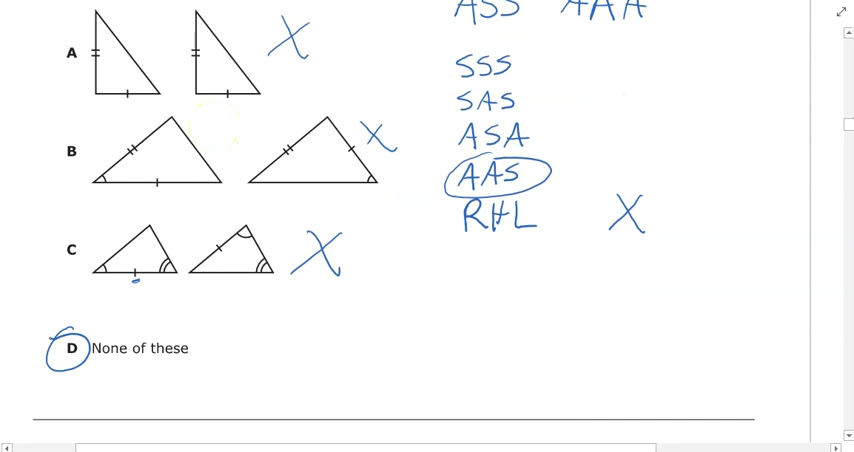 ASS AAA
A X
SSS
SAS
B X
ASA
AAS
RHL X
C X
D None of these